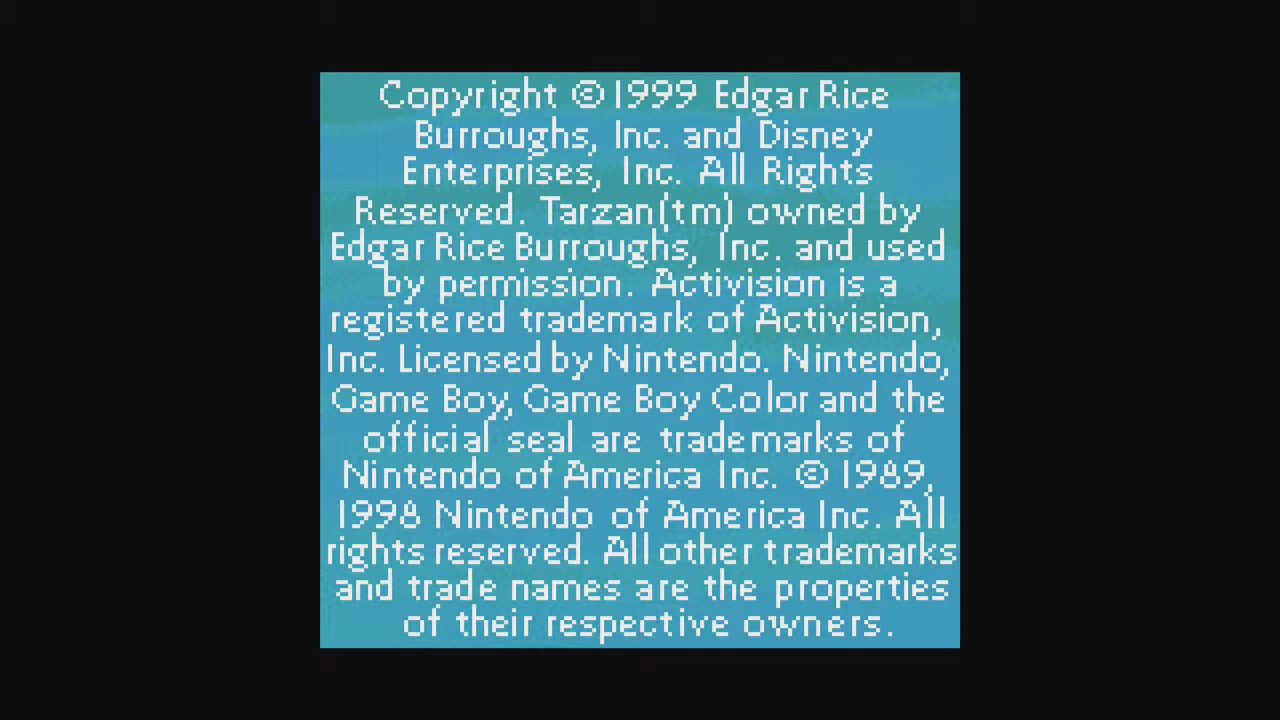 Copyright © 1999 Edgar Rice
Burroughs, Inc. and Disney
Enterprises, Inc. All Rights
Reserved. Tarzan(tm) owned by
Edgar Rice Burroughs, Inc. and used
by permission. Activision is a
registered trademark of Activision,
Inc. Licensed by Nintendo. Nintendo,
Game Boy, Game Boy Color and the
official seal are trademarks of
Nintendo of America Inc. © 1989,
1998 Nintendo of America Inc. All
rights reserved. All other trademarks
and trade names are the properties
of their respective owners.